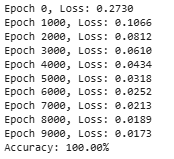 Epoch 0, Loss: 0.2730
Epoch 1000, Loss: 0.1066
Epoch 2000, Loss: 0.0812
Epoch 3000, Loss: 0.0610
Epoch 4000, Loss: 0.0434
Epoch 5000, Loss: 0.0318
Epoch 6000, Loss: 0.0252
Epoch 7000, Loss: 0.0213
Epoch 8000, Loss: 0.0189
Epoch 9000, Loss: 0.0173
Accuracy: 100.00%